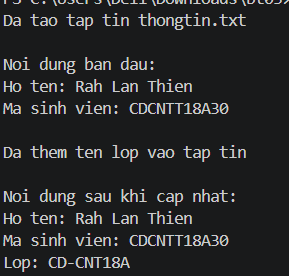 Da tao tap tin thongtin.txt
Noi dung ban dau:
Ho ten: Rah Lan Thien
Ma sinh vien: CDCNTT18A30
Da them ten lop vao tap tin
Noi dung sau khi cap nhat:
Ho ten: Rah Lan Thien
Ma sinh vien: CDCNTT18A30
Lop: CD-CNT18A